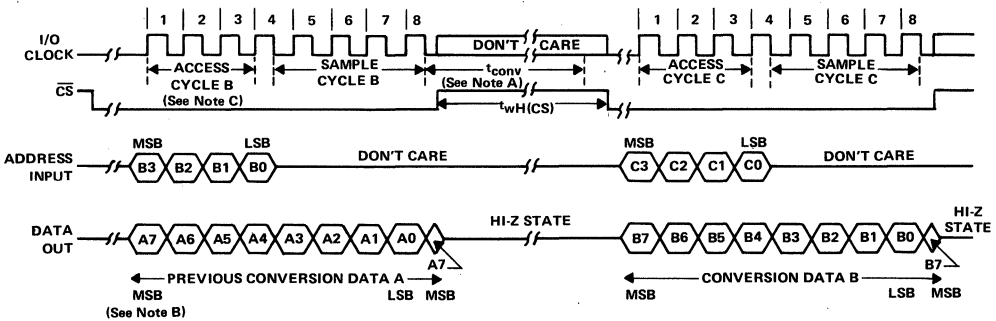 1 2 3 4 5 6 7 8 1 2 3 4 5 6 7 8
I/O
CLOCK
DON'T CARE
ACCESS
CYCLE B
(See Note C)
SAMPLE
CYCLE B
tconv
(See Note A)
ACCESS
CYCLE C
SAMPLE
CYCLE C
CS
twH(CS)
MSB LSB MSB LSB
ADDRESS
INPUT
B3 B2 B1 B0 DON'T CARE C3 C2 C1 C0 DON'T CARE
DATA
OUT
A7 A6 A5 A4 A3 A2 A1 A0 HI-Z STATE B7 B6 B5 B4 B3 B2 B1 B0 HI-Z
STATE
A7 B7
PREVIOUS CONVERSION DATA A CONVERSION DATA B
MSB LSB MSB MSB LSB MSB
(See Note B)